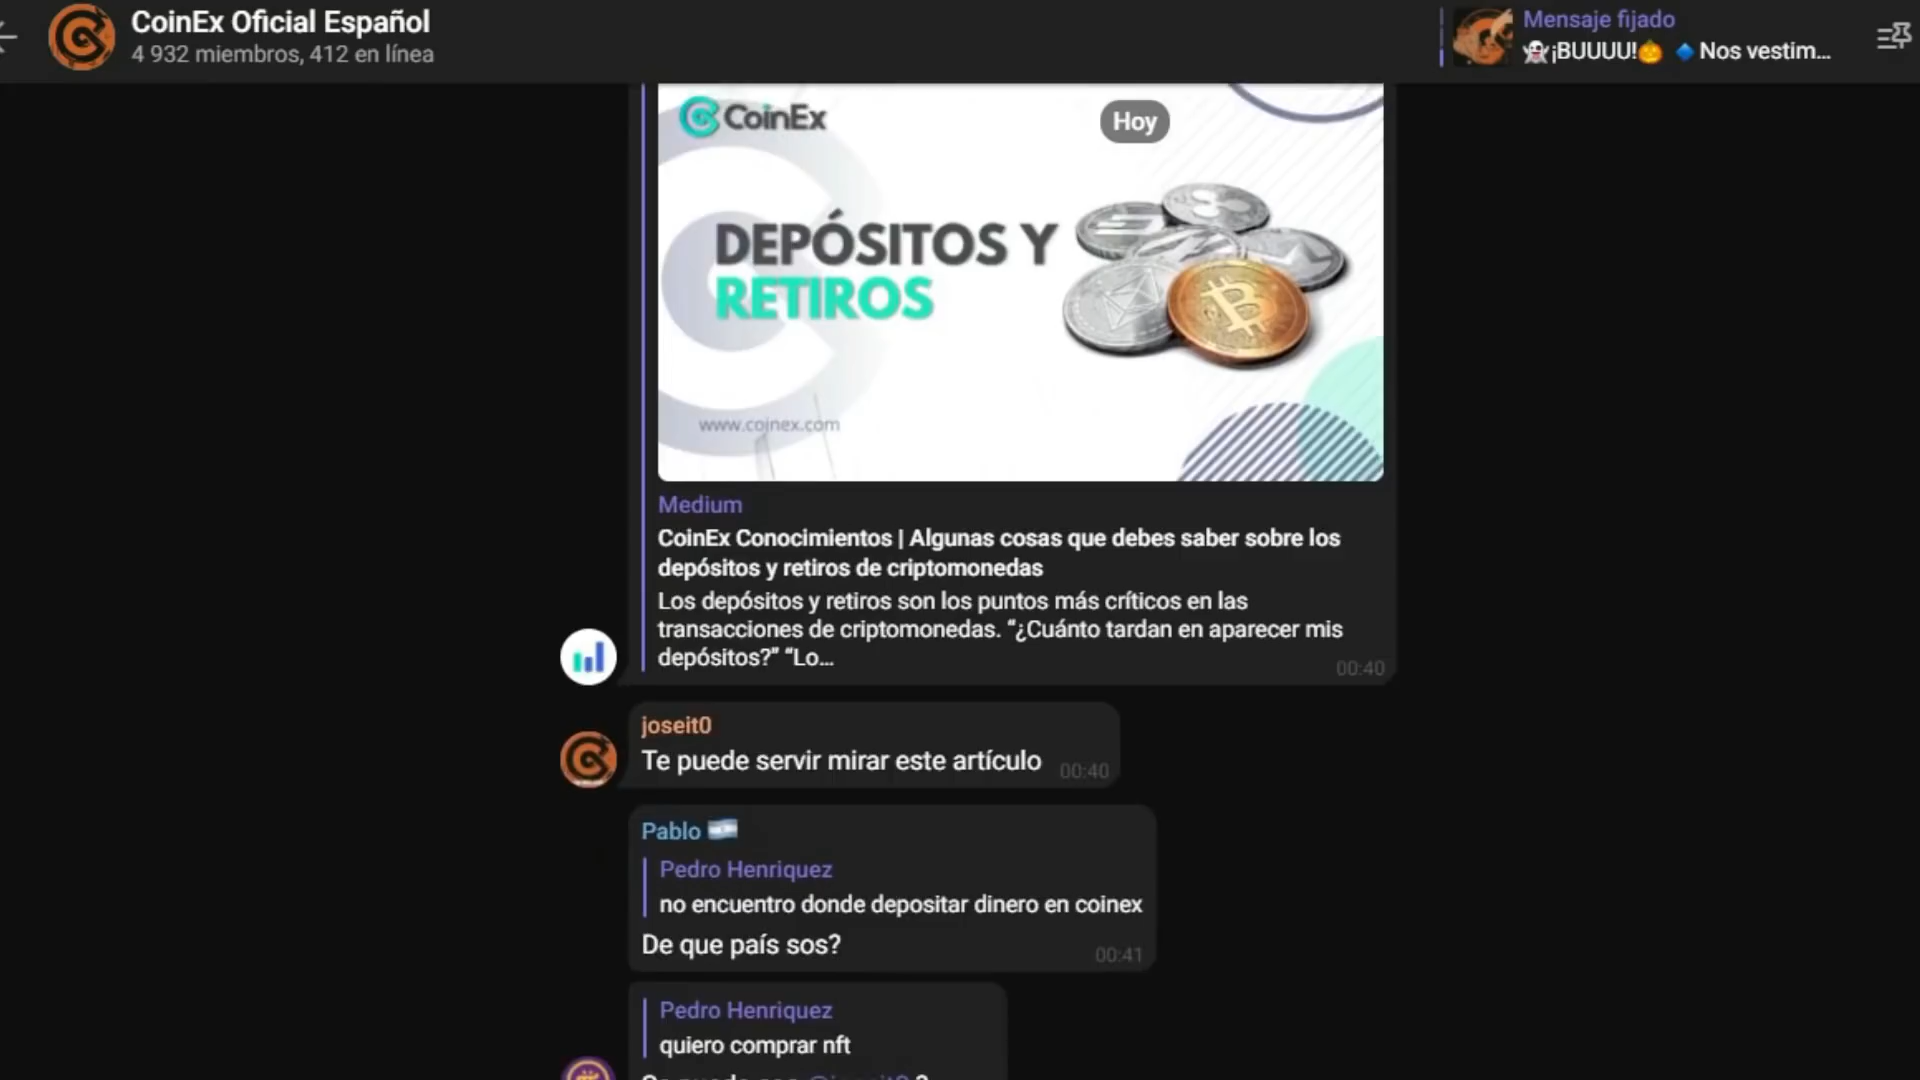 CoinEx Oficial Español
4 932 miembros, 412 en línea
Mensaje fijado
👻¡BUUUU!🎃 🔹Nos vestim...
CoinEx
Hoy
DEPÓSITOS Y
RETIROS
www.coinex.com
Medium
CoinEx Conocimientos | Algunas cosas que debes saber sobre los
depósitos y retiros de criptomonedas
Los depósitos y retiros son los puntos más críticos en las
transacciones de criptomonedas. “¿Cuánto tardan en aparecer mis
depósitos?” “Lo...
00:40
joseit0
Te puede servir mirar este artículo
00:40
Pablo 🇦🇷
Pedro Henriquez
no encuentro donde depositar dinero en coinex
De que país sos?
00:41
Pedro Henriquez
quiero comprar nft